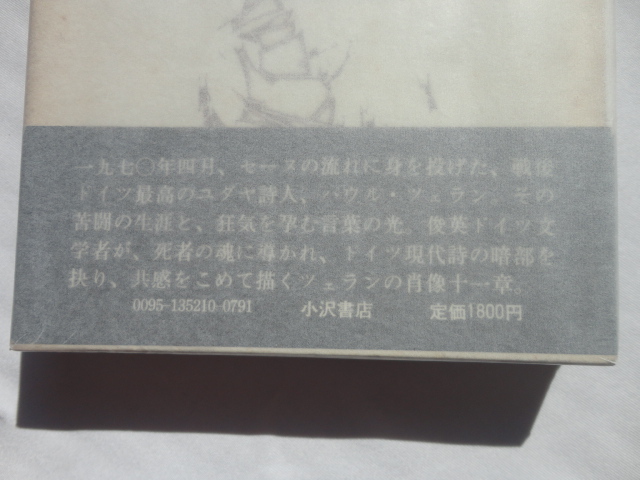 一九七〇年四月、セーヌの流れに身を投げた、戦後
ドイツ最高のユダヤ詩人、パウル・ツェラン。その
苦闘の生涯と、狂気を孕む言葉の光。俊英ドイツ文
学者が、死者の魂に導かれ、ドイツ現代詩の暗部を
抉り、共感をこめて描くツェランの肖像十一章。
0095-135210-0791 小沢書店 定価1800円